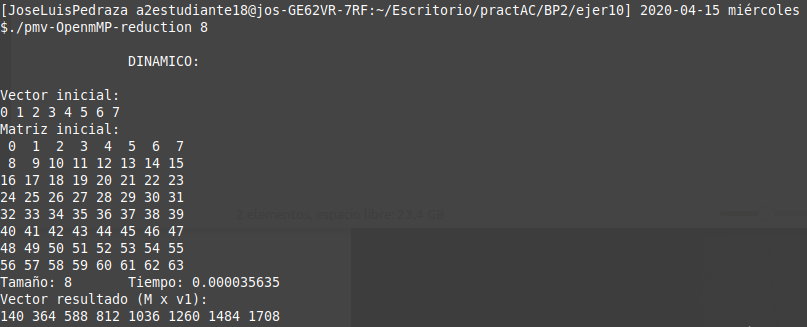 [JoseLuisPedraza a2estudiante18@jos-GE62VR-7RF:~/Escritorio/practAC/BP2/ejer10] 2020-04-15 miércoles
$./pmv-OpenmMP-reduction 8
DINAMICO:
Vector inicial:
0 1 2 3 4 5 6 7
Matriz inicial:
0 1 2 3 4 5 6 7
8 9 10 11 12 13 14 15
16 17 18 19 20 21 22 23
24 25 26 27 28 29 30 31
32 33 34 35 36 37 38 39
40 41 42 43 44 45 46 47
48 49 50 51 52 53 54 55
56 57 58 59 60 61 62 63
Tamaño: 8 Tiempo: 0.000035635
Vector resultado (M x v1):
140 364 588 812 1036 1260 1484 1708